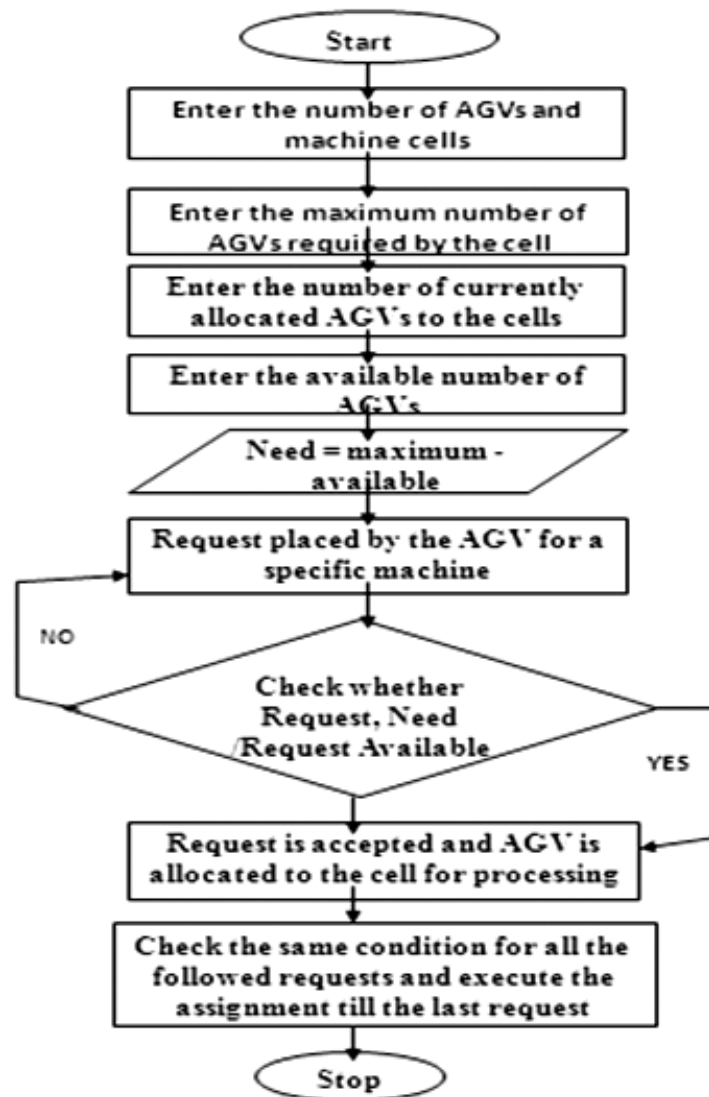 Start
Enter the number of AGVs and
machine cells
Enter the maximum number of
AGVs required by the cell
Enter the number of currently
allocated AGVs to the cells
Enter the available number of
AGVs
Need = maximum -
available
Request placed by the AGV for a
specific machine
NO
Check whether
Request, Need
/Request Available
YES
Request is accepted and AGV is
allocated to the cell for processing
Check the same condition for all the
followed requests and execute the
assignment till the last request
Stop